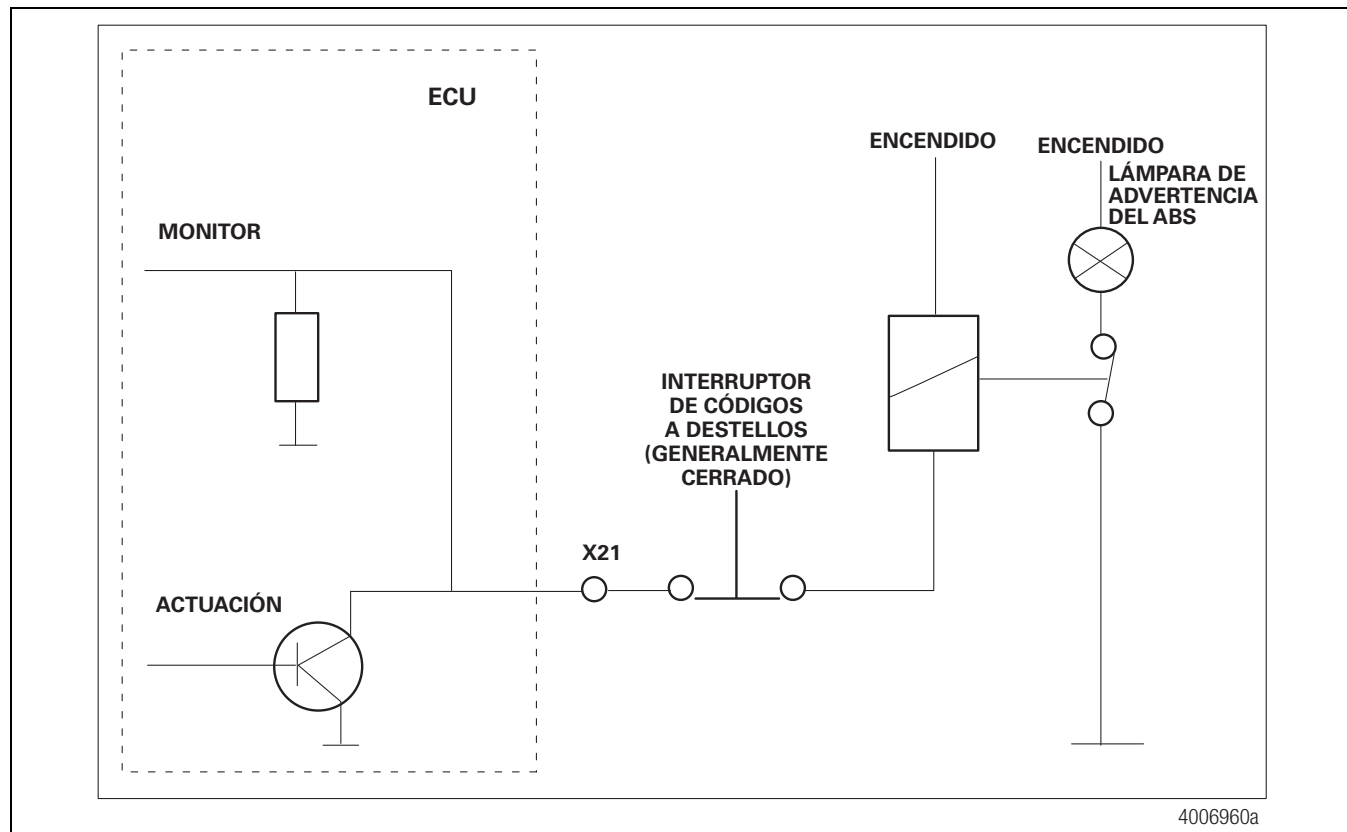 ECU
ENCENDIDO
ENCENDIDO
LÁMPARA DE
ADVERTENCIA
DEL ABS
MONITOR
INTERRUPTOR
DE CÓDIGOS
A DESTELLOS
(GENERALMENTE
CERRADO)
X21
ACTUACIÓN
4006960a